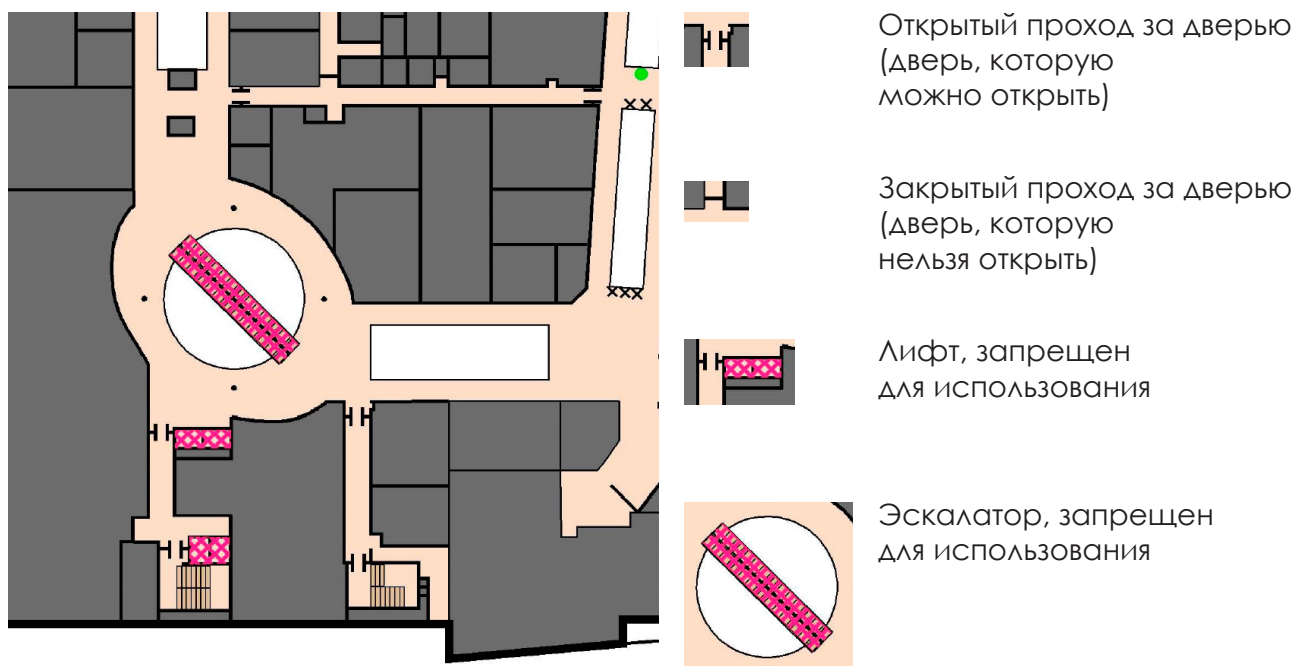 Открытый проход за дверью
(дверь, которую
можно открыть)
Закрытый проход за дверью
(дверь, которую
нельзя открыть)
Лифт, запрещен
для использования
Эскалатор, запрещен
для использования